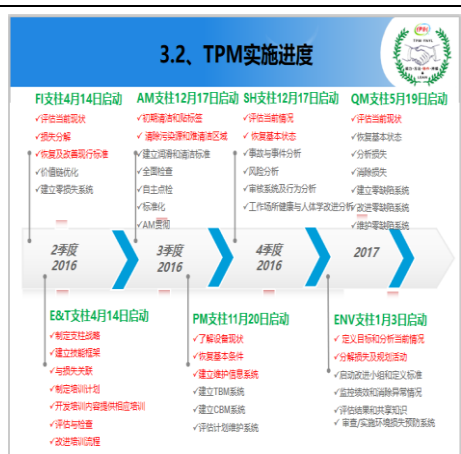 3.2、TPM实施进度
伊利
FI支柱4月14日启动
✓评估当前现状
✓损失分解
✓恢复及改善现行标准
✓价值链优化
✓建立零损失系统
AM支柱12月17日启动
✓初期清洁和贴标签
✓清除污染源和难清洁区域
✓建立润滑和清洁标准
✓全面检查
✓自主点检
✓标准化
✓AM贯彻
SH支柱12月17日启动
✓评估当前情况
✓恢复基本状态
✓事故与事件分析
✓风险分析
✓审核系统及行为分析
✓工作场所健康与人体学改进分析
QM支柱5月19日启动
✓评估当前现状
✓恢复基本状态
✓分析损失
✓消除损失
✓建立零缺陷系统
✓改进零缺陷系统
✓维护零缺陷系统
2季度
2016
3季度
2016
4季度
2016
2017
E&T支柱4月14日启动
✓制定支柱战略
✓建立技能框架
✓与损失关联
✓制定培训计划
✓开发培训内容提供相应培训
✓评估与检查
✓改进培训流程
PM支柱11月20日启动
✓了解设备现状
✓恢复基本条件
✓建立维护信息系统
✓建立TBM系统
✓建立CBM系统
✓评估计划维护系统
ENV支柱1月3日启动
✓定义目标和分析当前情况
✓分解损失及规划活动
✓启动改进小组和定义标准
✓监控绩效和消除异常情况
✓评估结果和共享知识
✓审查/实施环境损失预防系统